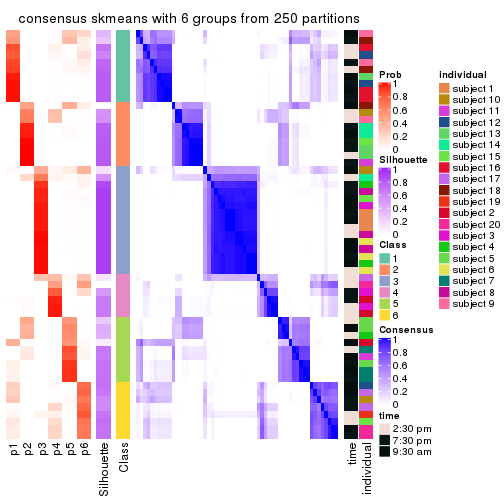 consensus skmeans with 6 groups from 250 partitions
p1
p2
p3
p4
p5
p6
Silhouette
Class
time
individual
Prob
1
0.8
0.6
0.4
0.2
0
Silhouette
1
0.8
0.6
0.4
0.2
0
Class
1
2
3
4
5
6
Consensus
1
0.8
0.6
0.4
0.2
0
time
2:30 pm
7:30 pm
9:30 am
individual
subject 1
subject 10
subject 11
subject 12
subject 13
subject 14
subject 15
subject 16
subject 17
subject 18
subject 19
subject 2
subject 20
subject 3
subject 4
subject 5
subject 6
subject 7
subject 8
subject 9